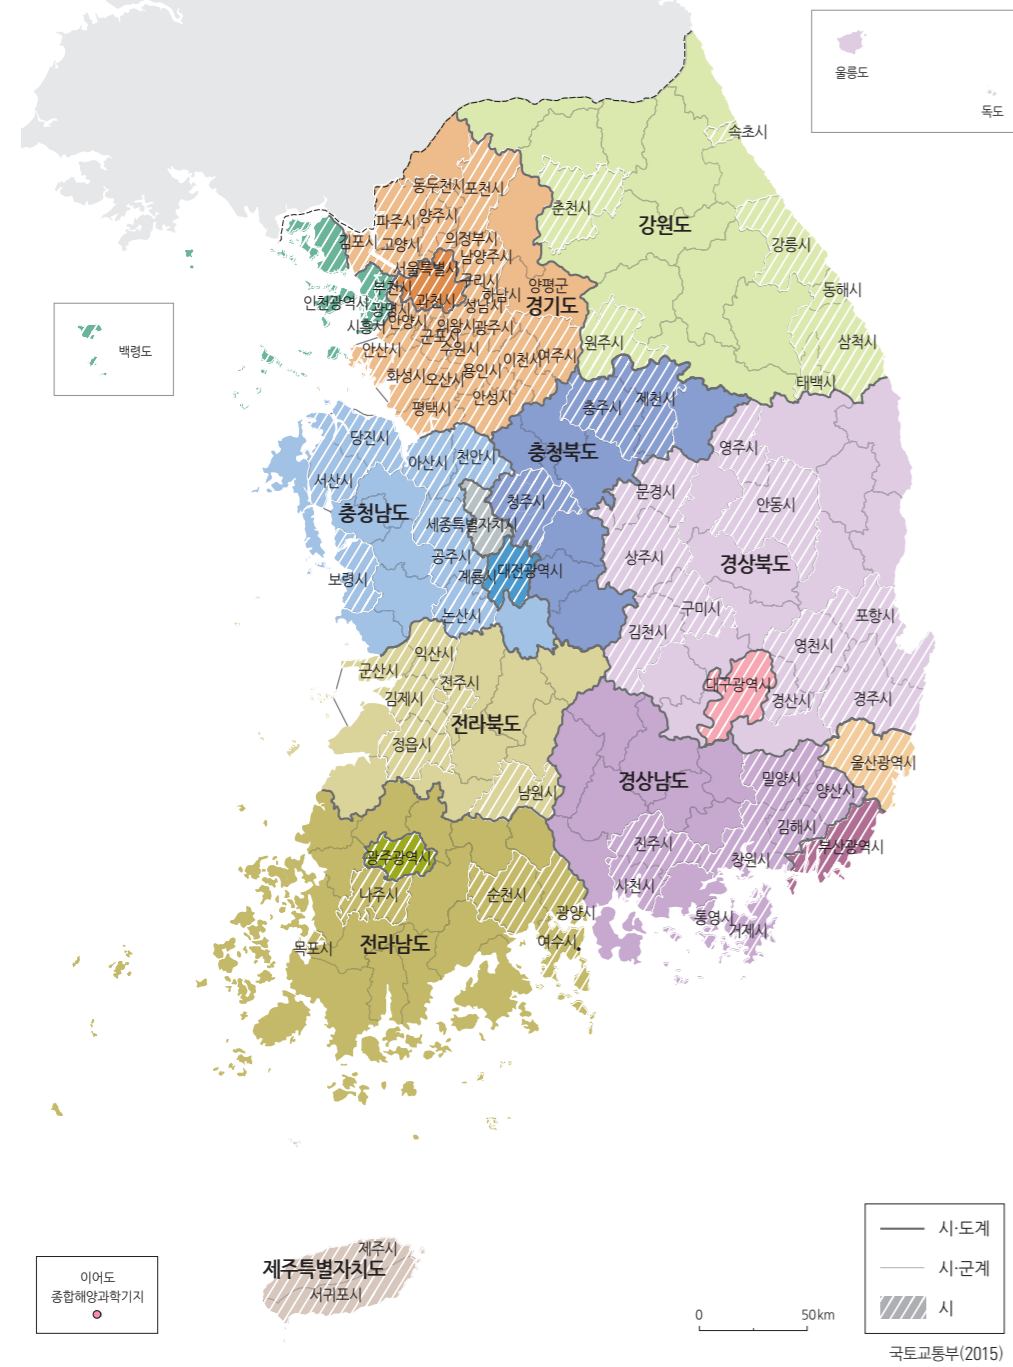 울릉도
독도
속초시
동두천시
포천시
춘천시
양주시
파주시
강원도
의정부시
김포시
고양시
강릉시
남양주시
서울특별시
구리시
부천시
양평군
동해시
하남시
인천광역시
과천시
성남시
경기도
광명시
안양시
시흥시
의왕시
광주시
군포시
백령도
안산시
수원시
원주시
삼척시
이천시
여주시
용인시
화성시
오산시
태백시
안성시
평택시
충주시
제천시
당진시
영주시
충청북도
아산시
천안시
서산시
문경시
청주시
안동시
충청남도
세종특별자치시
공주시
상주시
경상북도
보령시
계룡시
대전광역시
구미시
논산시
포항시
김천시
영천시
익산시
군산시
전주시
대구광역시
김제시
경산시
경주시
전라북도
정읍시
울산광역시
경상남도
밀양시
남원시
양산시
김해시
진주시
부산광역시
광주광역시
창원시
사천시
나주시
순천시
광양시
통영시
거제시
전라남도
여수시
목포시
제주시
제주특별자치도
서귀포시
이어도
종합해양과학기지
시·도계
시·군계
시
0
50km
국토교통부(2015)